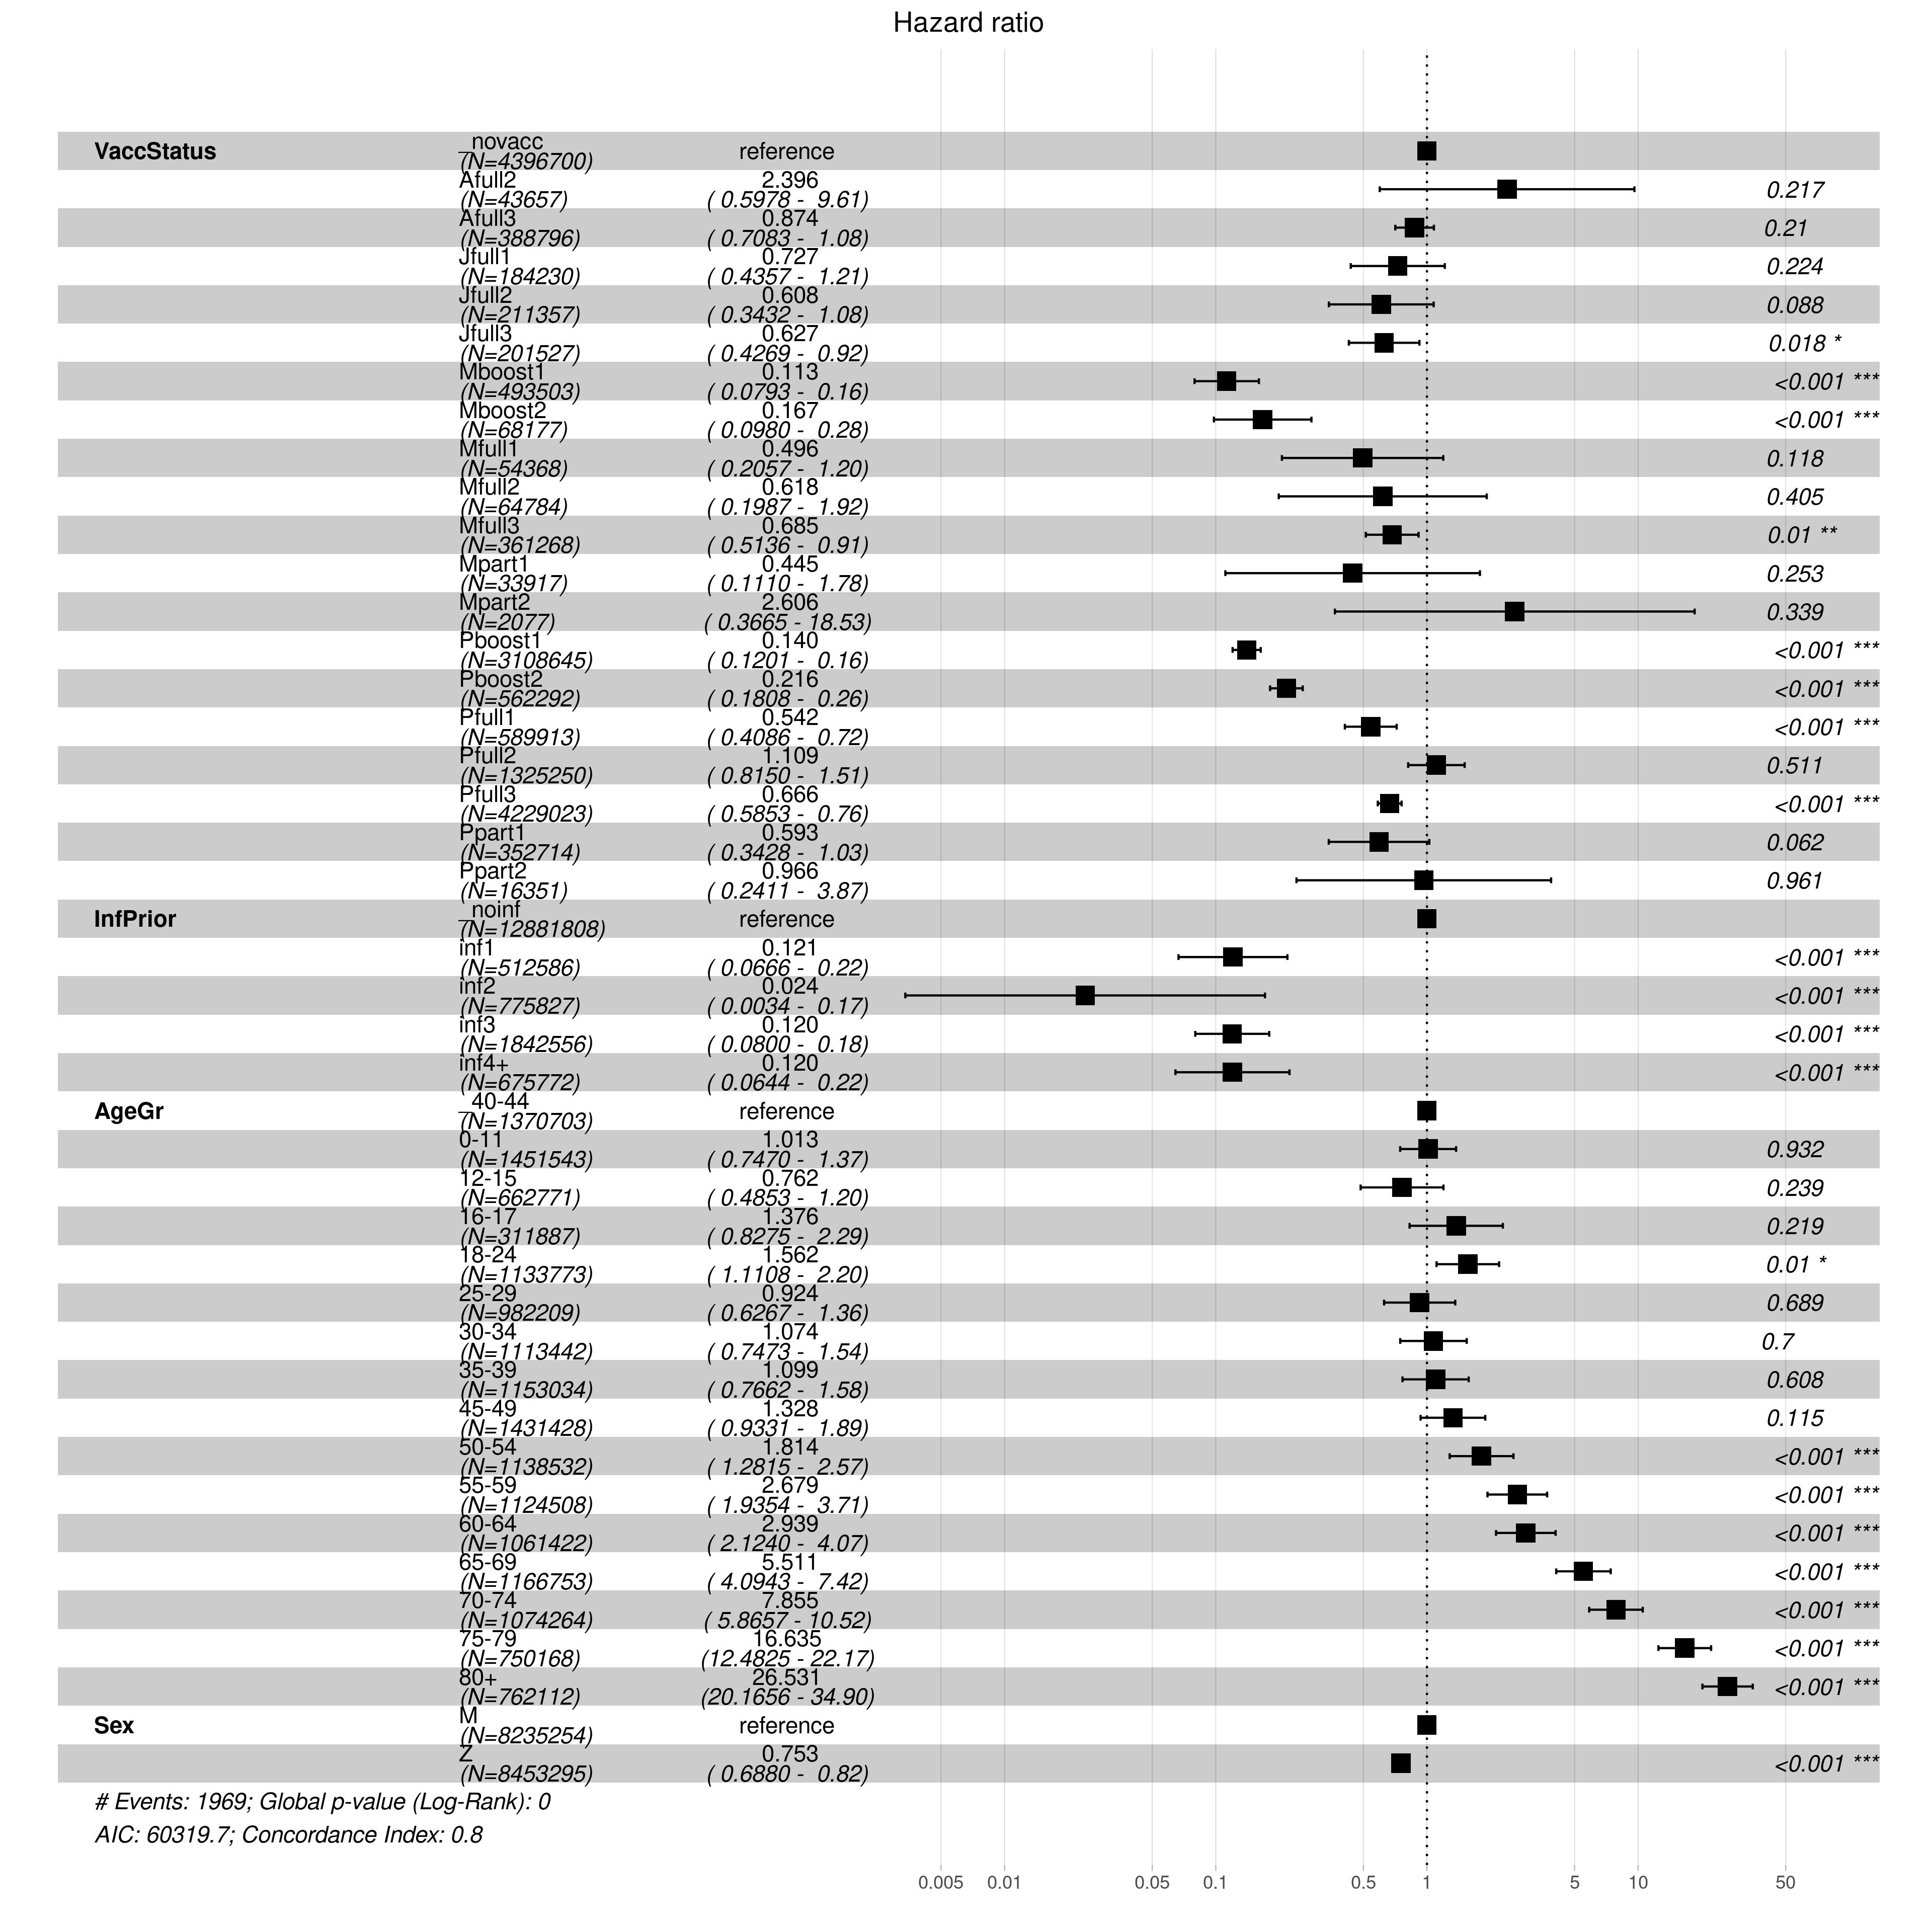 Hazard ratio
VaccStatus _novacc (N=4396700) reference
Afull2 (N=43657) 2.396 ( 0.5978 - 9.61) 0.217
Afull3 (N=388796) 0.874 ( 0.7083 - 1.08) 0.21
Jfull1 (N=184230) 0.727 ( 0.4357 - 1.21) 0.224
Jfull2 (N=211357) 0.608 ( 0.3432 - 1.08) 0.088
Jfull3 (N=201527) 0.627 ( 0.4269 - 0.92) 0.018 *
Mboost1 (N=493503) 0.113 ( 0.0793 - 0.16) <0.001 ***
Mboost2 (N=68177) 0.167 ( 0.0980 - 0.28) <0.001 ***
Mfull1 (N=54368) 0.496 ( 0.2057 - 1.20) 0.118
Mfull2 (N=64784) 0.618 ( 0.1987 - 1.92) 0.405
Mfull3 (N=361268) 0.685 ( 0.5136 - 0.91) 0.01 **
Mpart1 (N=33917) 0.445 ( 0.1110 - 1.78) 0.253
Mpart2 (N=2077) 2.606 ( 0.3665 - 18.53) 0.339
Pboost1 (N=3108645) 0.140 ( 0.1201 - 0.16) <0.001 ***
Pboost2 (N=562292) 0.216 ( 0.1808 - 0.26) <0.001 ***
Pfull1 (N=589913) 0.542 ( 0.4086 - 0.72) <0.001 ***
Pfull2 (N=1325250) 1.109 ( 0.8150 - 1.51) 0.511
Pfull3 (N=4229023) 0.666 ( 0.5853 - 0.76) <0.001 ***
Ppart1 (N=352714) 0.593 ( 0.3428 - 1.03) 0.062
Ppart2 (N=16351) 0.966 ( 0.2411 - 3.87) 0.961
InfPrior _noinf (N=12881808) reference
inf1 (N=512586) 0.121 ( 0.0666 - 0.22) <0.001 ***
inf2 (N=775827) 0.024 ( 0.0034 - 0.17) <0.001 ***
inf3 (N=1842556) 0.120 ( 0.0800 - 0.18) <0.001 ***
inf4+ (N=675772) 0.120 ( 0.0644 - 0.22) <0.001 ***
AgeGr _40-44 (N=1370703) reference
0-11 (N=1451543) 1.013 ( 0.7470 - 1.37) 0.932
12-15 (N=662771) 0.762 ( 0.4853 - 1.20) 0.239
16-17 (N=311887) 1.376 ( 0.8275 - 2.29) 0.219
18-24 (N=1133773) 1.562 ( 1.1108 - 2.20) 0.01 *
25-29 (N=982209) 0.924 ( 0.6267 - 1.36) 0.689
30-34 (N=1113442) 1.074 ( 0.7473 - 1.54) 0.7
35-39 (N=1153034) 1.099 ( 0.7662 - 1.58) 0.608
45-49 (N=1431428) 1.328 ( 0.9331 - 1.89) 0.115
50-54 (N=1138532) 1.814 ( 1.2815 - 2.57) <0.001 ***
55-59 (N=1124508) 2.679 ( 1.9354 - 3.71) <0.001 ***
60-64 (N=1061422) 2.939 ( 2.1240 - 4.07) <0.001 ***
65-69 (N=1166753) 5.511 ( 4.0943 - 7.42) <0.001 ***
70-74 (N=1074264) 7.855 ( 5.8657 - 10.52) <0.001 ***
75-79 (N=750168) 16.635 (12.4825 - 22.17) <0.001 ***
80+ (N=762112) 26.531 (20.1656 - 34.90) <0.001 ***
Sex M (N=8235254) reference
Z (N=8453295) 0.753 ( 0.6880 - 0.82) <0.001 ***
# Events: 1969; Global p-value (Log-Rank): 0
AIC: 60319.7; Concordance Index: 0.8
0.005 0.01 0.05 0.1 0.5 1 5 10 50